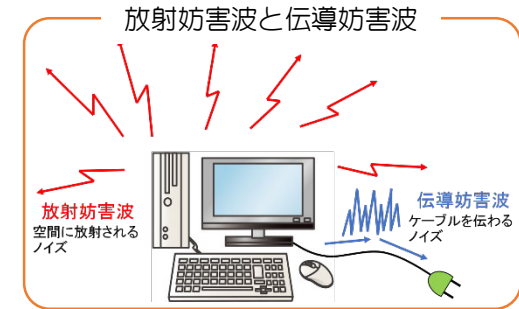 放射妨害波と伝導妨害波
放射妨害波
空間に放射される
ノイズ
伝導妨害波
ケーブルを伝わる
ノイズ